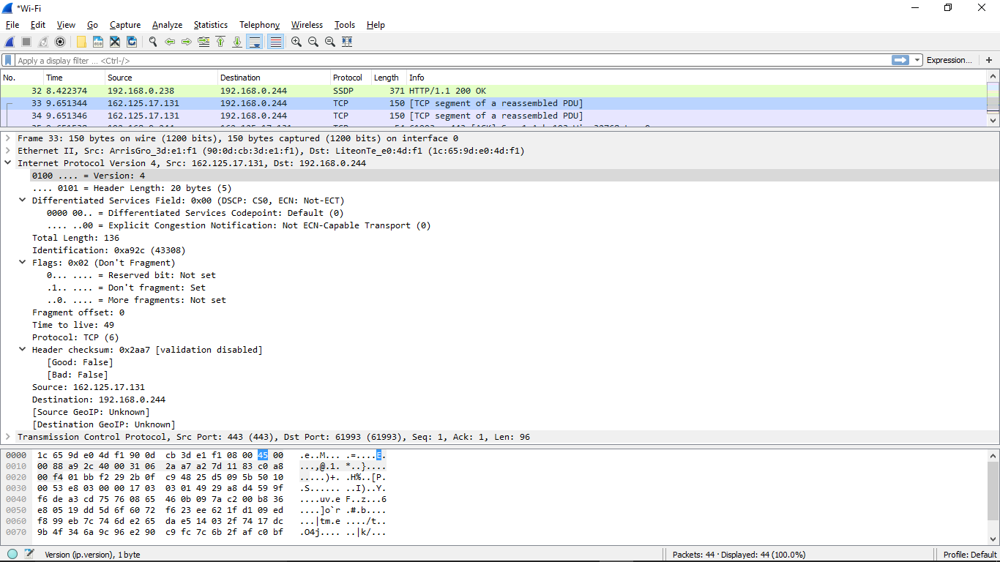 *Wi-Fi
File Edit View Go Capture Analyze Statistics Telephony Wireless Tools Help
Apply a display filter ... <Ctrl-/> Expression... +
No. Time Source Destination Protocol Length Info
32 8.422374 192.168.0.238 192.168.0.244 SSDP 371 HTTP/1.1 200 OK
33 9.651344 162.125.17.131 192.168.0.244 TCP 150 [TCP segment of a reassembled PDU]
34 9.651346 162.125.17.131 192.168.0.244 TCP 150 [TCP segment of a reassembled PDU]
Frame 33: 150 bytes on wire (1200 bits), 150 bytes captured (1200 bits) on interface 0
Ethernet II, Src: ArrisGro_3d:e1:f1 (90:0d:cb:3d:e1:f1), Dst: LiteonTe_e0:4d:f1 (1c:65:9d:e0:4d:f1)
Internet Protocol Version 4, Src: 162.125.17.131, Dst: 192.168.0.244
0100 .... = Version: 4
.... 0101 = Header Length: 20 bytes (5)
Differentiated Services Field: 0x00 (DSCP: CS0, ECN: Not-ECT)
0000 00.. = Differentiated Services Codepoint: Default (0)
.... ..00 = Explicit Congestion Notification: Not ECN-Capable Transport (0)
Total Length: 136
Identification: 0xa92c (43308)
Flags: 0x02 (Don't Fragment)
0... .... = Reserved bit: Not set
.1.. .... = Don't fragment: Set
..0. .... = More fragments: Not set
Fragment offset: 0
Time to live: 49
Protocol: TCP (6)
Header checksum: 0x2aa7 [validation disabled]
[Good: False]
[Bad: False]
Source: 162.125.17.131
Destination: 192.168.0.244
[Source GeoIP: Unknown]
[Destination GeoIP: Unknown]
Transmission Control Protocol, Src Port: 443 (443), Dst Port: 61993 (61993), Seq: 1, Ack: 1, Len: 96
0000 1c 65 9d e0 4d f1 90 0d cb 3d e1 f1 08 00 45 00 .e..M... .=....E.
0010 00 88 a9 2c 40 00 31 06 2a a7 a2 7d 11 83 c0 a8 ...,@.1. *..}....
0020 00 f4 01 bb f2 29 2b 0f c9 48 25 d5 09 5b 50 10 .....)+. .H%..[P.
0030 00 53 e8 03 00 00 17 03 03 01 49 29 a8 d4 59 9f .S...... ..I)..Y.
0040 f6 de a3 cd 75 76 08 65 46 0b 09 7a c2 00 b8 36 ....uv.e F..z...6
0050 e8 05 19 dd 5d 6f 60 72 f6 23 ee 62 1f d1 09 ed ....]o`r .#.b....
0060 f8 99 eb 7c 74 6d e2 65 da e5 14 03 2f 74 17 dc ...|tm.e ..../t..
0070 9b 4f 34 6a 9c 96 e2 90 c9 fc 7c 6b 2f af c0 bf .O4j.... ..|k/...
Version (ip.version), 1 byte Packets: 44 · Displayed: 44 (100.0%) Profile: Default